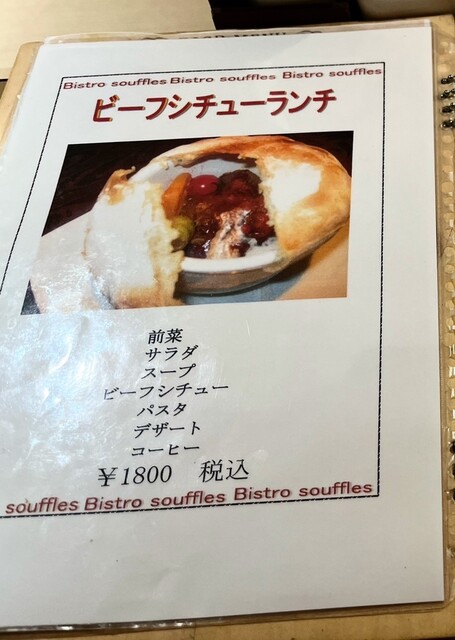 Bistro souffles Bistro souffles Bistro souffles
ビーフシチューランチ
前菜
サラダ
スープ
ビーフシチュー
パスタ
デザート
コーヒー
￥1800 税込
souffles Bistro souffles Bistro souffles